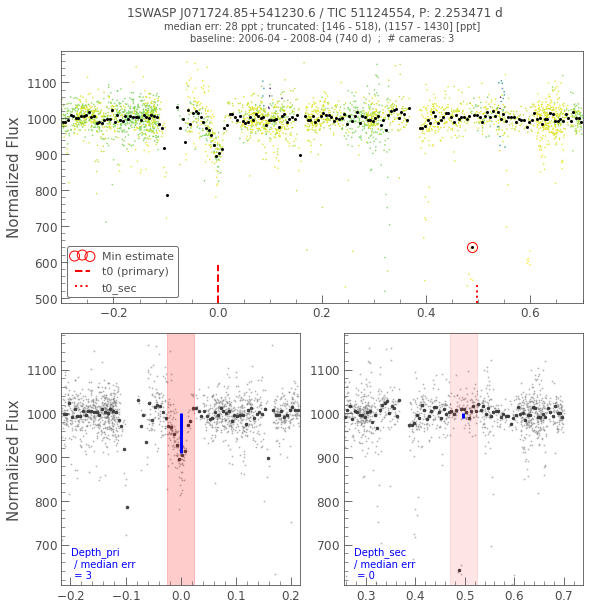 1SWASP J071724.85+541230.6 / TIC 51124554, P: 2.253471 d
median err: 28 ppt ; truncated: [146 - 518), (1157 - 1430] [ppt]
baseline: 2006-04 - 2008-04 (740 d)  ;  # cameras: 3
Normalized Flux
1100
1000
900
800
700
600
500
Min estimate
t0 (primary)
t0_sec
−0.2 0.0 0.2 0.4 0.6
Normalized Flux
1100
1000
900
800
700
Depth_pri
/ median err
= 3
−0.2 −0.1 0.0 0.1 0.2
1100
1000
900
800
700
Depth_sec
/ median err
= 0
0.3 0.4 0.5 0.6 0.7